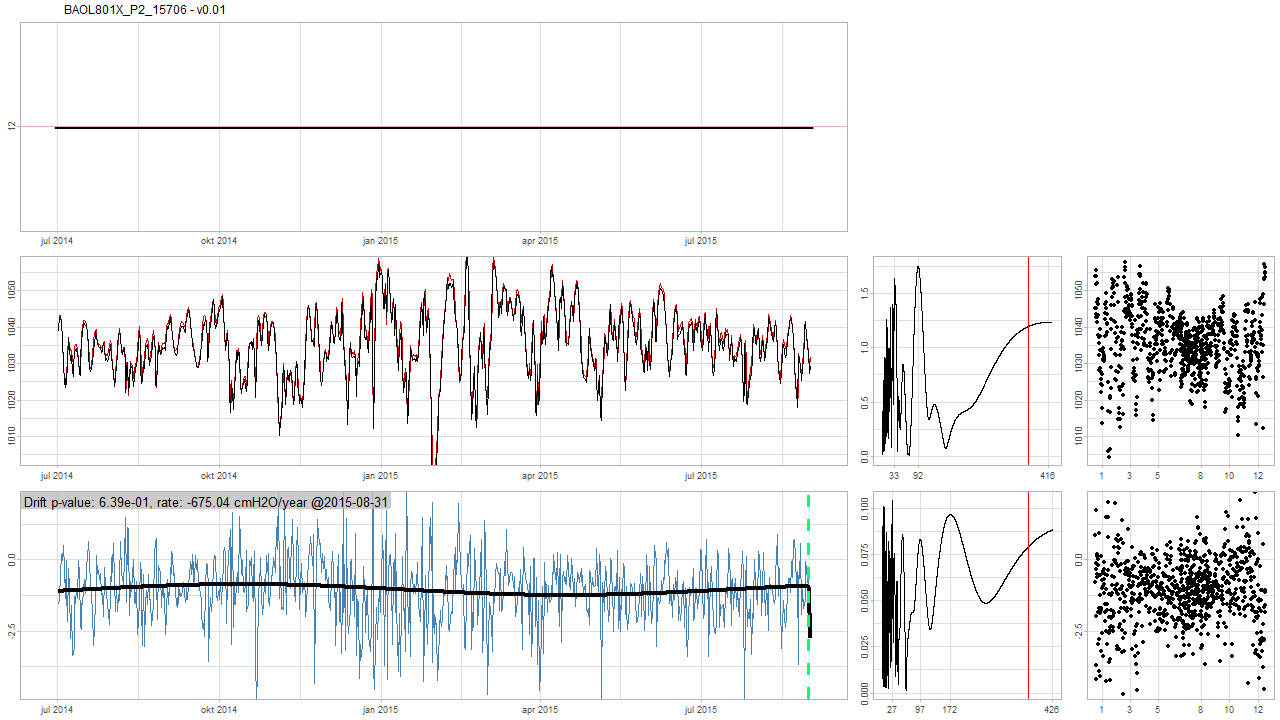 BAOL801X_P2_15706 - v0.01
12
jul 2014 okt 2014 jan 2015 apr 2015 jul 2015
1050
1040
1030
1020
1010
jul 2014 okt 2014 jan 2015 apr 2015 jul 2015
1.5
1.0
0.5
0.0
33 92 416
1050
1040
1030
1020
1010
1 3 5 8 10 12
Drift p-value: 6.39e-01, rate: -675.04 cmH2O/year @2015-08-31
0.0
-2.5
jul 2014 okt 2014 jan 2015 apr 2015 jul 2015
0.100
0.075
0.050
0.025
0.000
27 97 172 426
0.0
-2.5
1 3 5 8 10 12